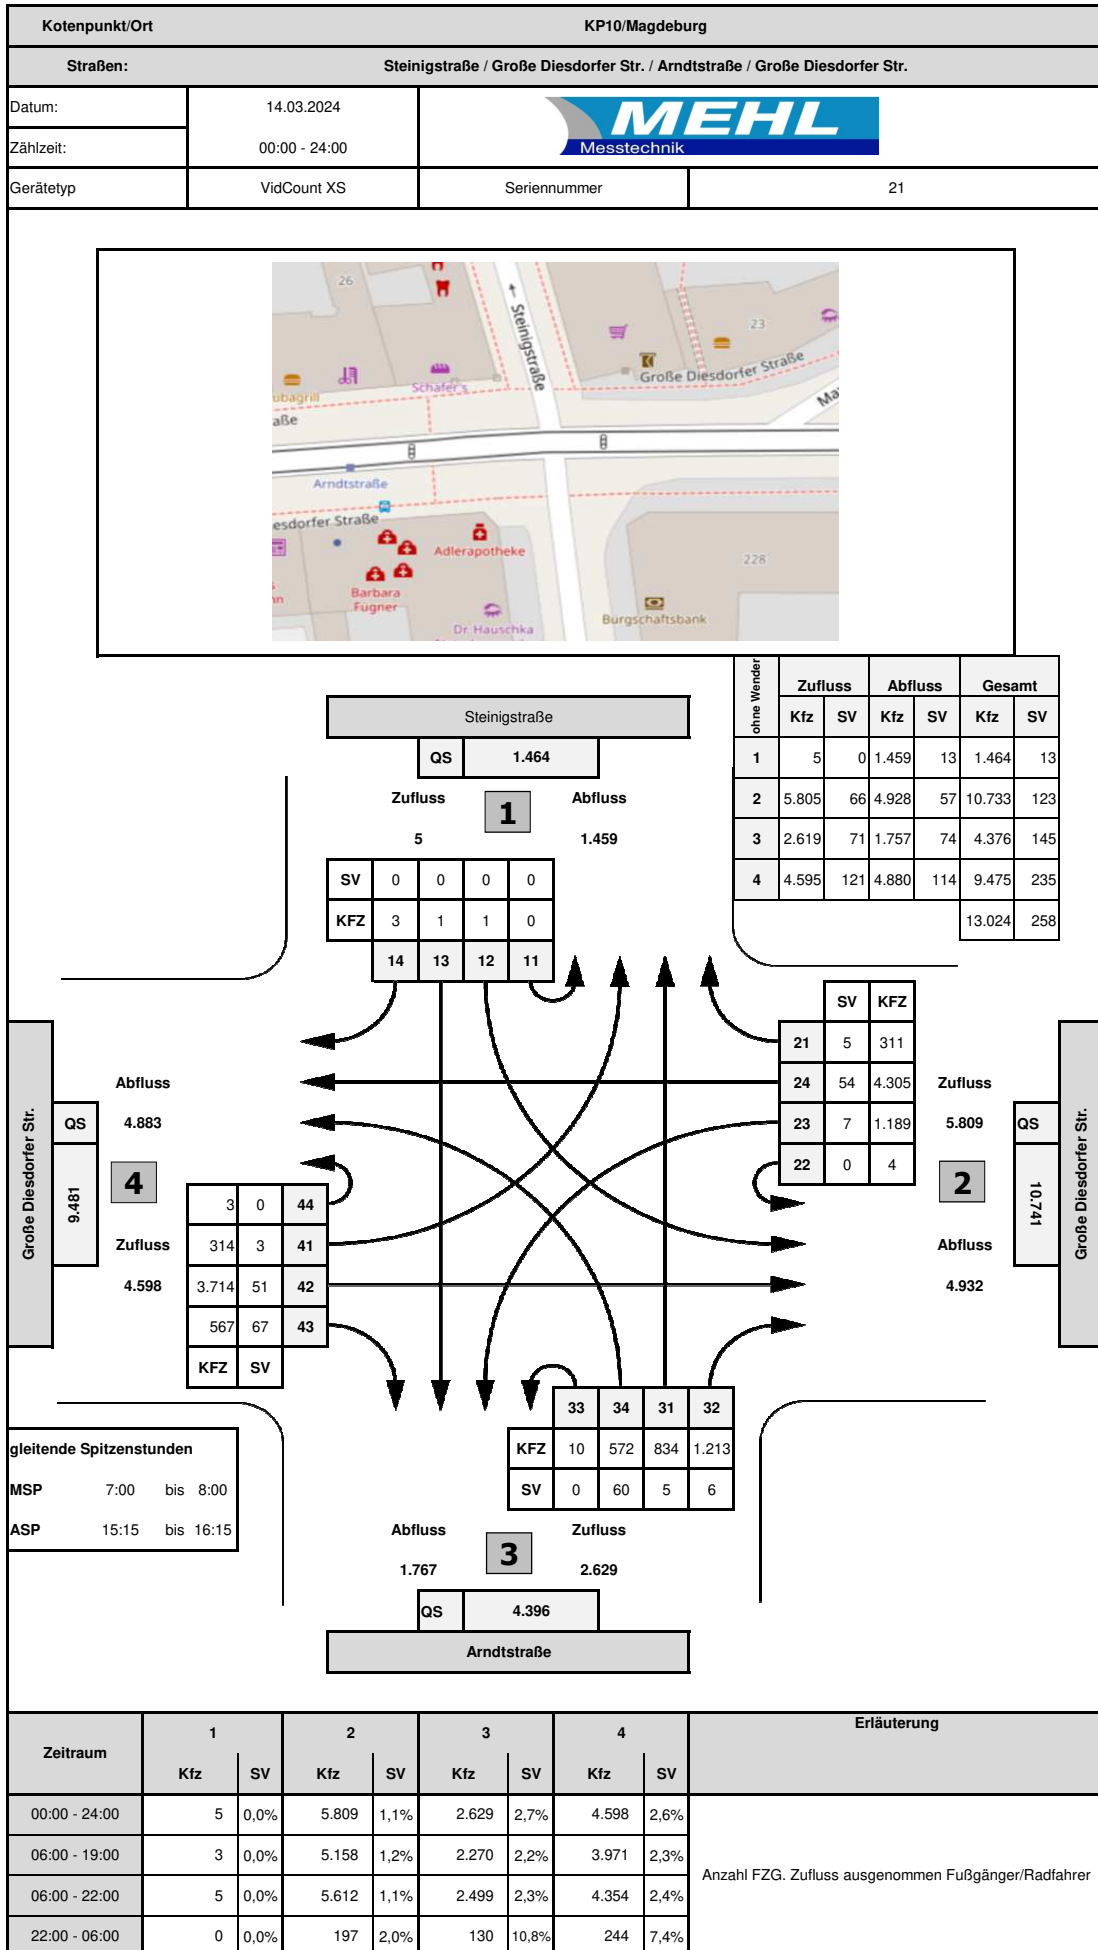 Kotenpunkt/Ort KP10/Magdeburg
Straßen: Steinigstraße / Große Diesdorfer Str. / Arndtstraße / Große Diesdorfer Str.
Datum: 14.03.2024
MEHL
Messtechnik
Zählzeit: 00:00 - 24:00
Gerätetyp VidCount XS Seriennummer 21
26
← Steinigstraße
23
Große Diesdorfer Straße
Schäfer's
ubagrill
aße
Ma
Arndtstraße
esdorfer Straße
Adlerapotheke
228
Barbara
Fügner
Dr. Hauschka
Bürgschaftsbank
ohne Wender Zufluss Abfluss Gesamt
Kfz SV Kfz SV Kfz SV
1 5 0 1.459 13 1.464 13
2 5.805 66 4.928 57 10.733 123
3 2.619 71 1.757 74 4.376 145
4 4.595 121 4.880 114 9.475 235
13.024 258
Steinigstraße
QS 1.464
Zufluss 1 Abfluss
5 1.459
SV 0 0 0 0
KFZ 3 1 1 0
14 13 12 11
SV KFZ
21 5 311
24 54 4.305
23 7 1.189
22 0 4
Zufluss
5.809
2
Abfluss
4.932
QS
10.741
Große Diesdorfer Str.
Große Diesdorfer Str.
QS
9.481
Abfluss
4.883
4
Zufluss
4.598
3 0 44
314 3 41
3.714 51 42
567 67 43
KFZ SV
33 34 31 32
KFZ 10 572 834 1.213
SV 0 60 5 6
gleitende Spitzenstunden
MSP 7:00 bis 8:00
ASP 15:15 bis 16:15
Abfluss 3 Zufluss
1.767 2.629
QS 4.396
Arndtstraße
Zeitraum 1 2 3 4 Erläuterung
Kfz SV Kfz SV Kfz SV Kfz SV
00:00 - 24:00 5 0,0% 5.809 1,1% 2.629 2,7% 4.598 2,6%
06:00 - 19:00 3 0,0% 5.158 1,2% 2.270 2,2% 3.971 2,3%
Anzahl FZG. Zufluss ausgenommen Fußgänger/Radfahrer
06:00 - 22:00 5 0,0% 5.612 1,1% 2.499 2,3% 4.354 2,4%
22:00 - 06:00 0 0,0% 197 2,0% 130 10,8% 244 7,4%